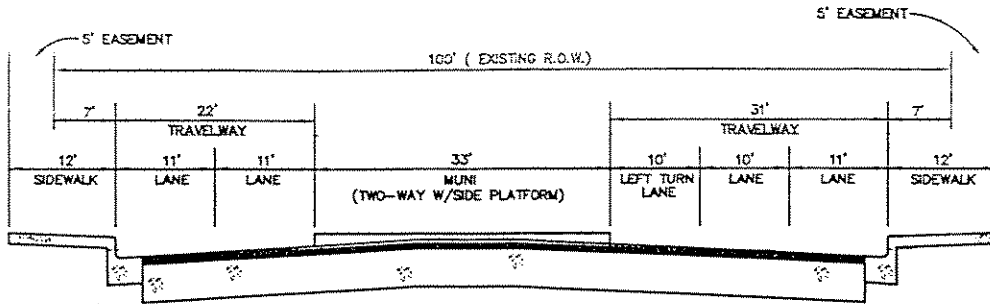 5' EASEMENT
5' EASEMENT
100' ( EXISTING R.O.W.)
7' 22' 31' 7'
TRAVELWAY TRAVELWAY
12' 11' 11' 33' 10' 10' 11' 12'
SIDEWALK LANE LANE MUNI LEFT TURN LANE LANE SIDEWALK
(TWO-WAY W/SIDE PLATFORM) LANE